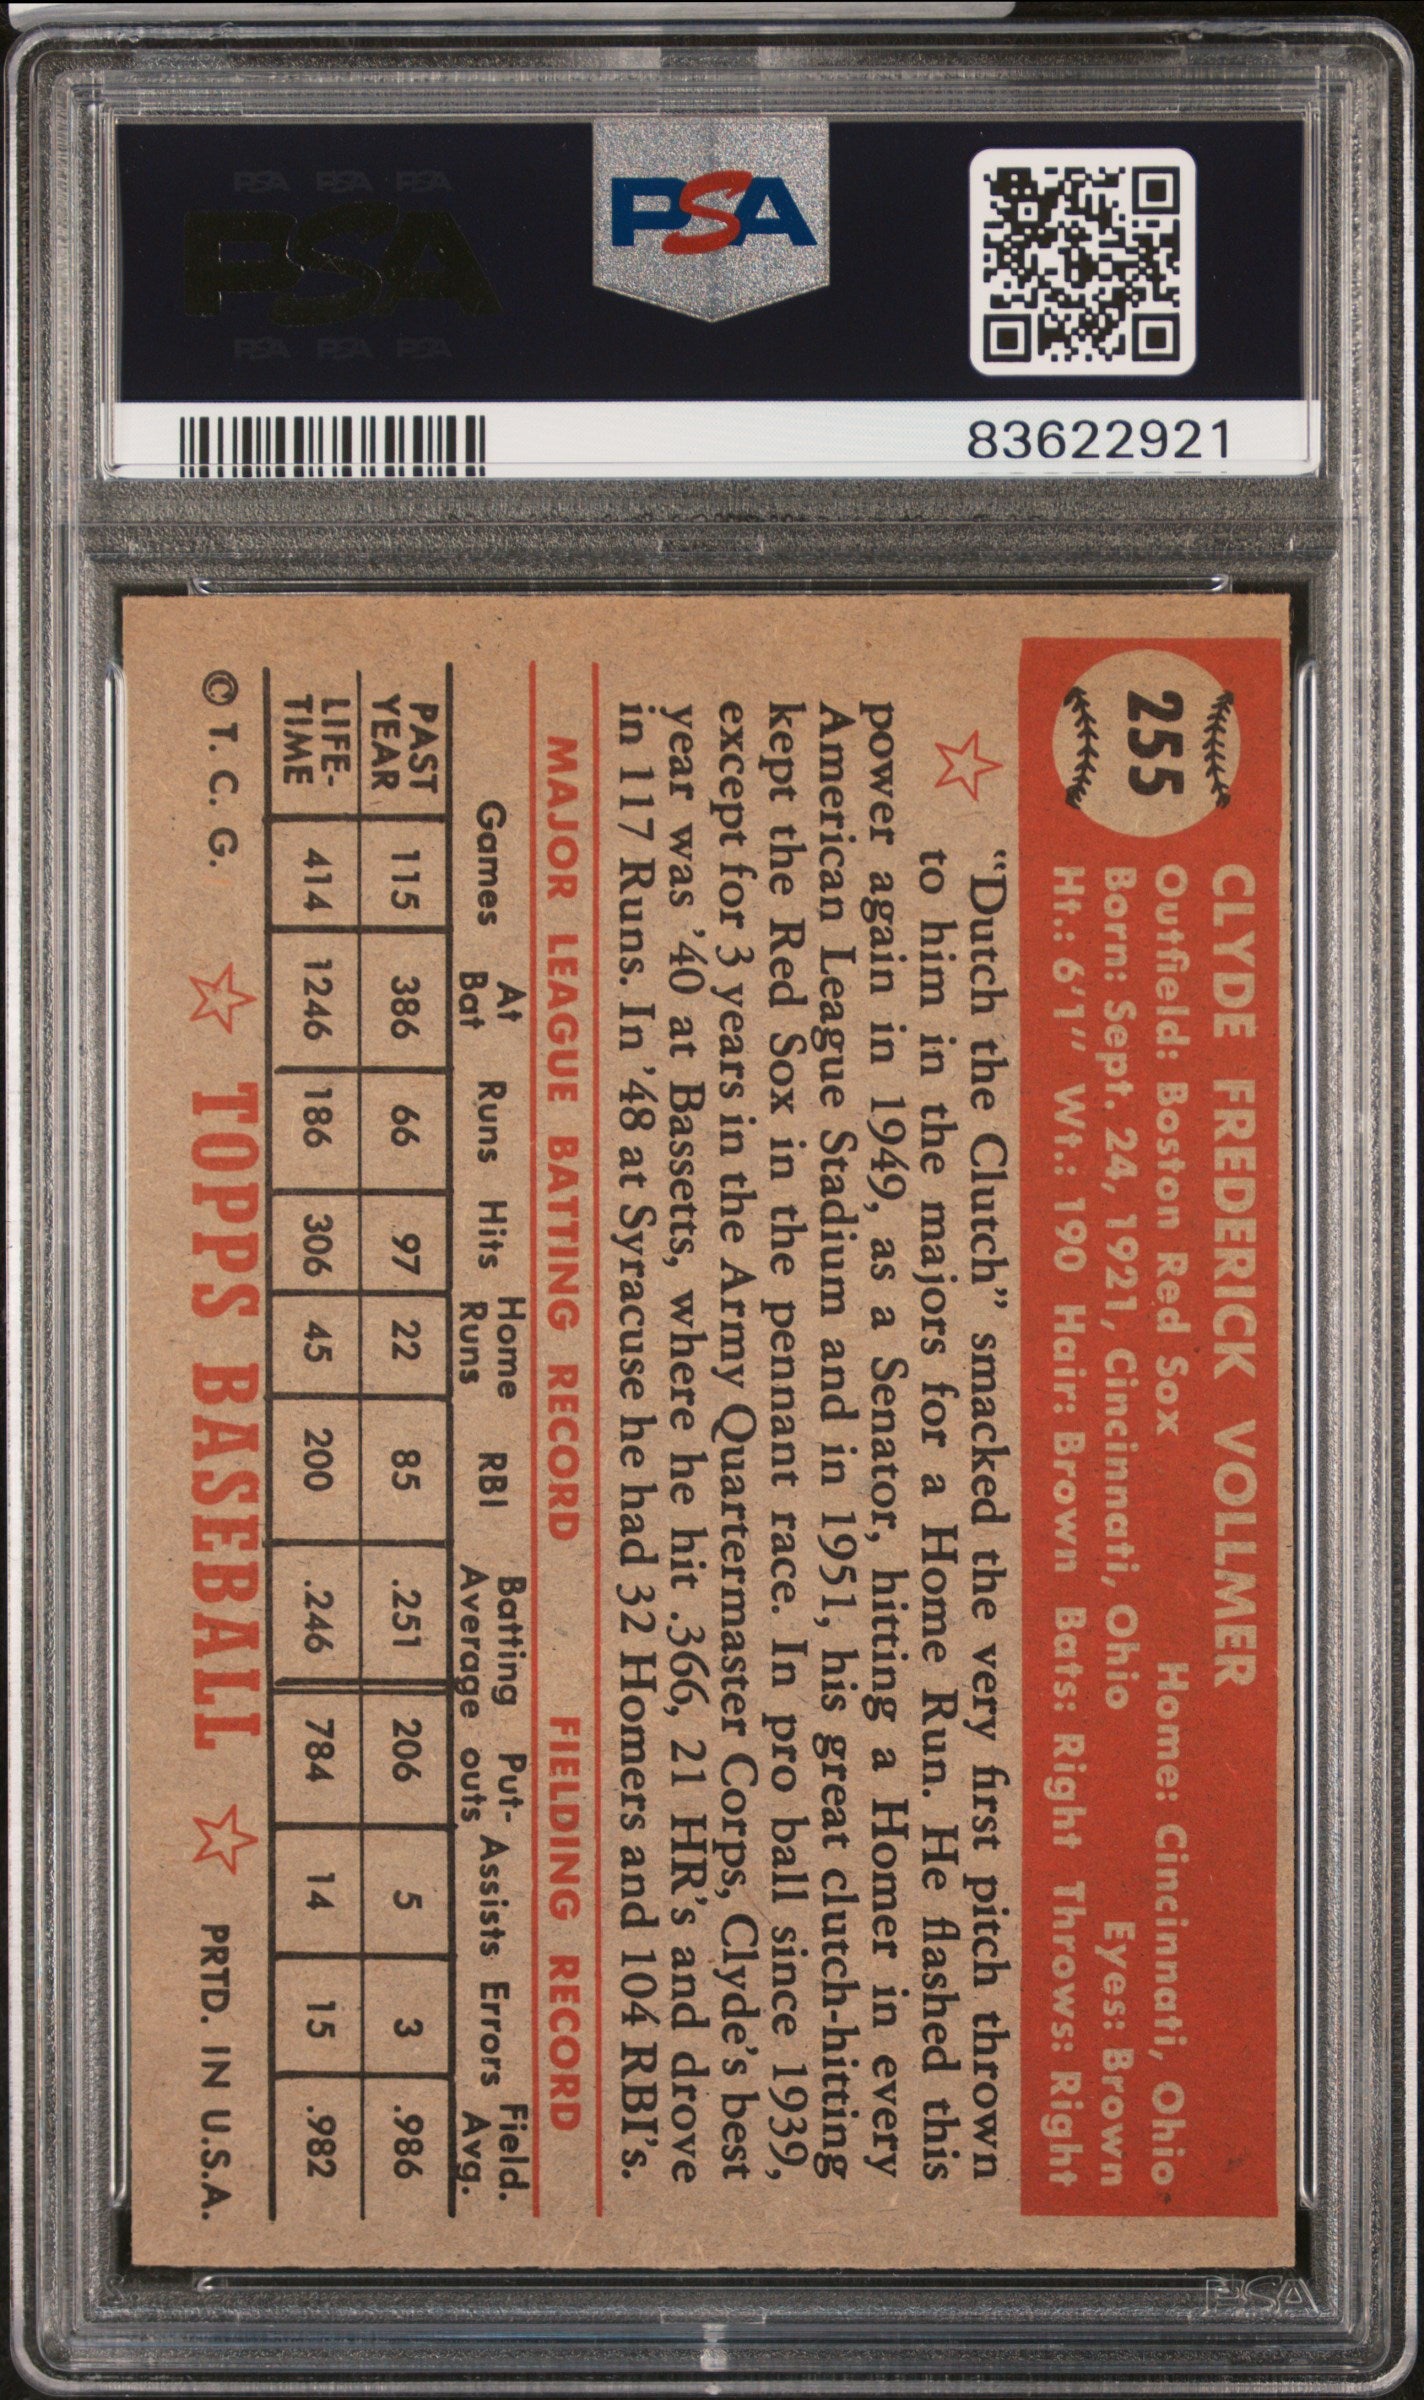 PSA PSA PSA
PSA
PSA PSA PSA
PSA
83622921
255
CLYDE FREDERICK VOLLMER
Outfield: Boston Red Sox Home: Cincinnati, Ohio
Born: Sept. 24, 1921, Cincinnati, Ohio Eyes: Brown
Ht.: 6'1" Wt.: 190 Hair: Brown Bats: Right Throws: Right
"Dutch the Clutch" smacked the very first pitch thrown
to him in the majors for a Home Run. He flashed this
power again in 1949, as a Senator, hitting a Homer in every
American League Stadium and in 1951, his great clutch-hitting
kept the Red Sox in the pennant race. In pro ball since 1939,
except for 3 years in the Army Quartermaster Corps, Clyde's best
year was '40 at Bassetts, where he hit .366, 21 HR's and drove
in 117 Runs. In '48 at Syracuse he had 32 Homers and 104 RBI's.
MAJOR LEAGUE BATTING RECORD FIELDING RECORD
Games At Bat Runs Hits Home Runs RBI Batting Average Put-outs Assists Errors Field. Avg.
PAST YEAR 115 386 66 97 22 85 .251 206 5 3 .986
LIFE-TIME 414 1246 186 306 45 200 .246 784 14 15 .982
© T. C. G. TOPPS BASEBALL PRTD. IN U.S.A.
PSA